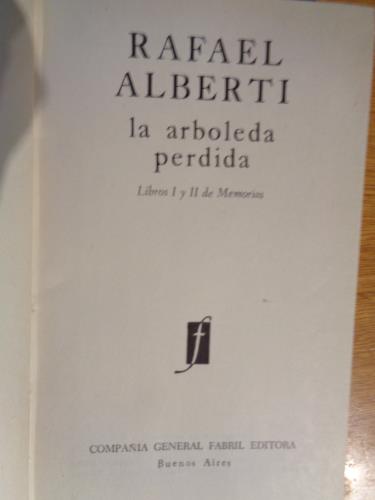 RAFAEL
ALBERTI
la arboleda
perdida
Libros I y II de Memorias
f
COMPAÑIA GENERAL FABRIL EDITORA
Buenos Aires